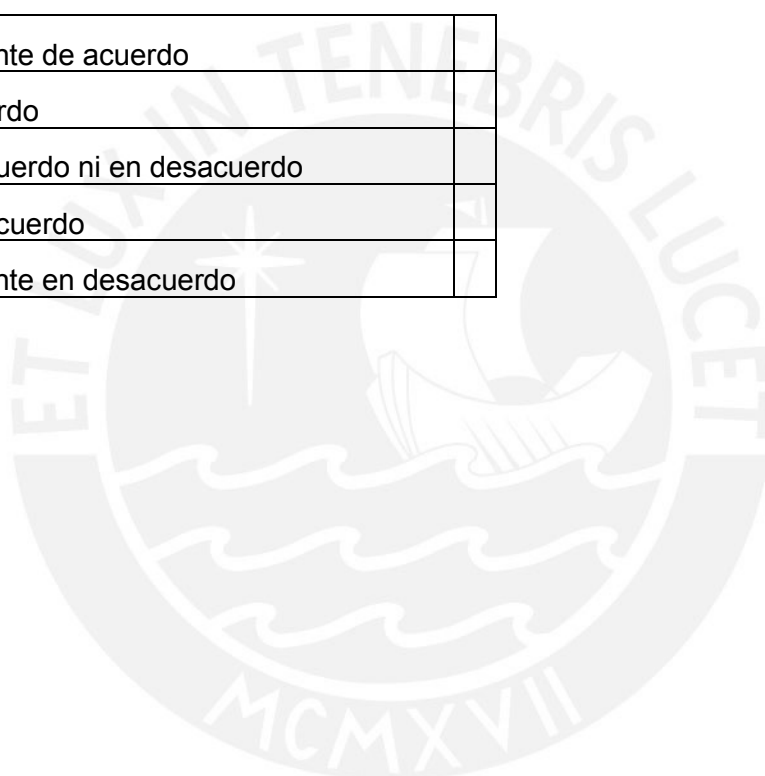 nte de acuerdo
rdo
uerdo ni en desacuerdo
cuerdo
nte en desacuerdo
ET LUX IN TENEBRIS LUCET
MCMXVII